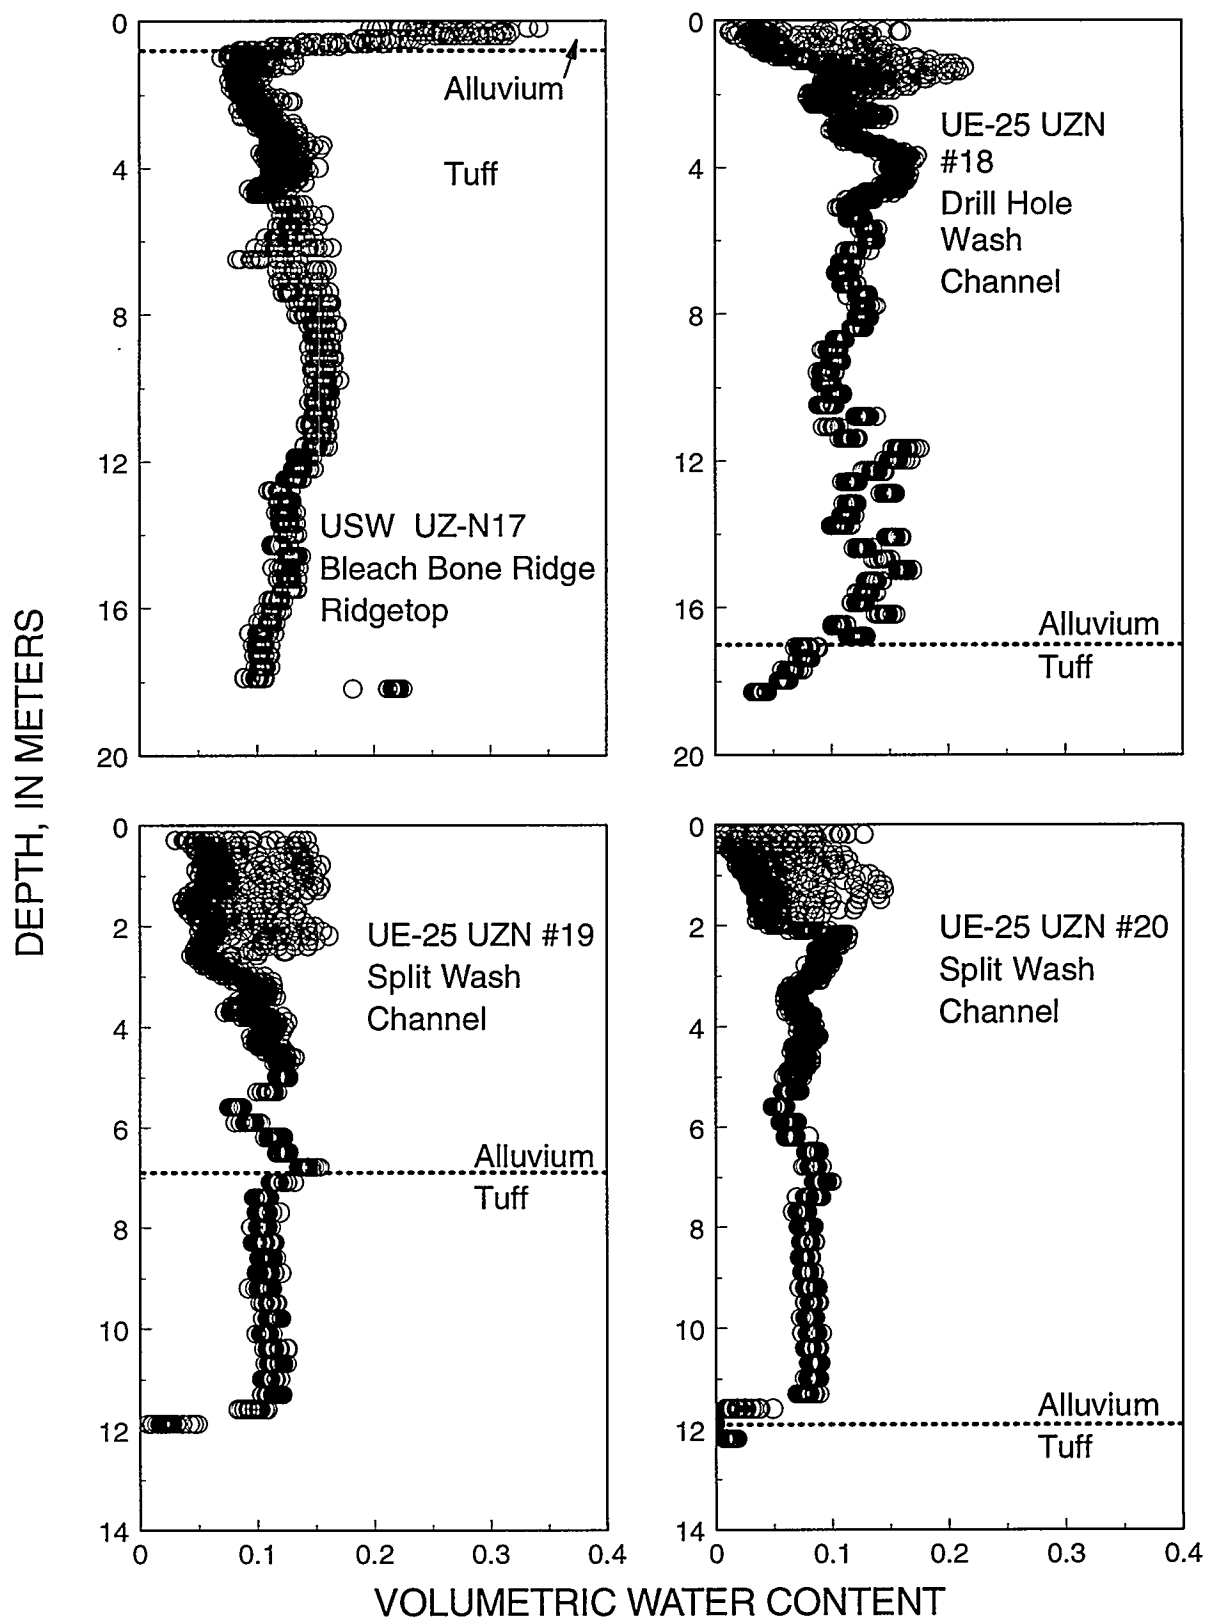 DEPTH, IN METERS
0
4
8
12
16
20
Alluvium
Tuff
USW UZ-N17
Bleach Bone Ridge
Ridgetop
0
4
8
12
16
20
UE-25 UZN
#18
Drill Hole
Wash
Channel
Alluvium
Tuff
0
2
4
6
8
10
12
14
UE-25 UZN #19
Split Wash
Channel
Alluvium
Tuff
0
0.1
0.2
0.3
0.4
0
2
4
6
8
10
12
14
UE-25 UZN #20
Split Wash
Channel
Alluvium
Tuff
0
0.1
0.2
0.3
0.4
VOLUMETRIC WATER CONTENT